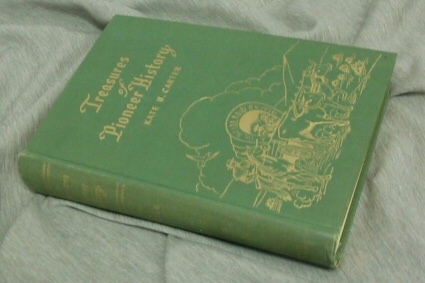 Treasures
of
Pioneer History
KATE B. CARTER